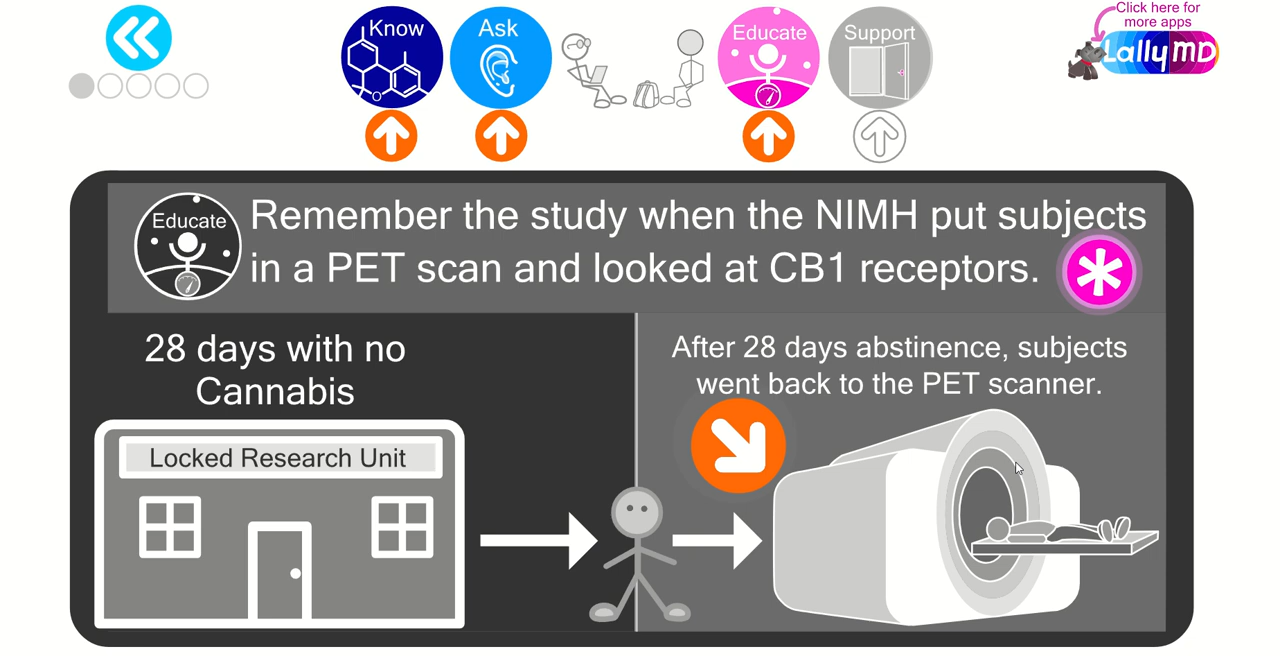 Know
Ask
Educate
Support
Click here for
more apps
LallyMD
Educate
Remember the study when the NIMH put subjects
in a PET scan and looked at CB1 receptors.
28 days with no
Cannabis
Locked Research Unit
After 28 days abstinence, subjects
went back to the PET scanner.